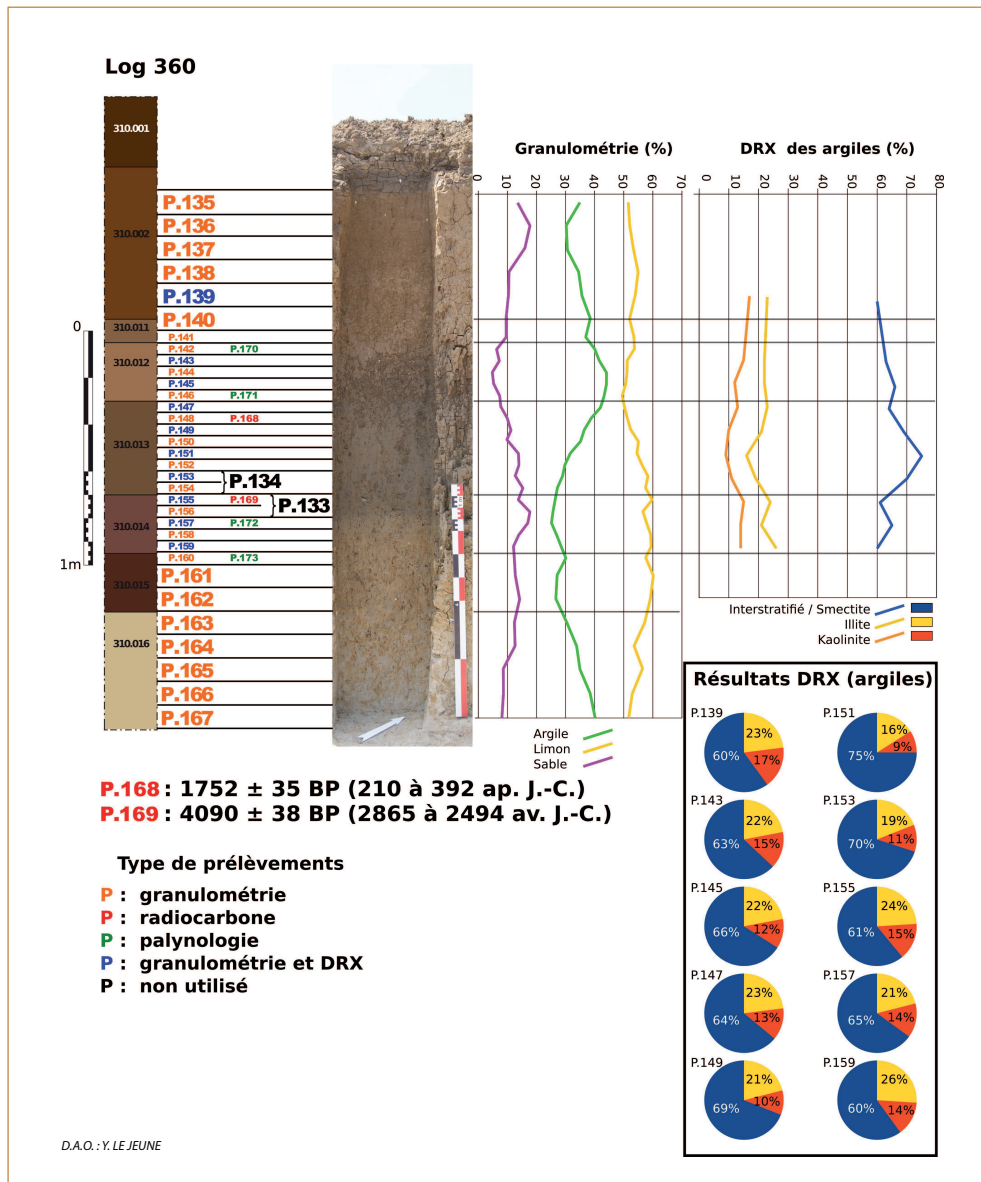 Log 360
310.001
310.002
310.011
310.012
310.013
310.014
310.015
310.016
P.135
P.136
P.137
P.138
P.139
P.140
P.141
P.142 P.170
P.143
P.144
P.145
P.146 P.171
P.147
P.148 P.168
P.149
P.150
P.151
P.152
P.153
P.154
P.134
P.155 P.169
P.156
P.133
P.157 P.172
P.158
P.159
P.160 P.173
P.161
P.162
P.163
P.164
P.165
P.166
P.167
0
1m
Granulométrie (%)
0 10 20 30 40 50 60 70
Argile
Limon
Sable
DRX des argiles (%)
0 10 20 30 40 50 60 70 80
Interstratifié / Smectite
Illite
Kaolinite
P.168 : 1752 ± 35 BP (210 à 392 ap. J.-C.)
P.169 : 4090 ± 38 BP (2865 à 2494 av. J.-C.)
Type de prélèvements
P : granulométrie
P : radiocarbone
P : palynologie
P : granulométrie et DRX
P : non utilisé
Résultats DRX (argiles)
P.139
23%
17%
60%
P.151
16%
9%
75%
P.143
22%
15%
63%
P.153
19%
11%
70%
P.145
22%
12%
66%
P.155
24%
15%
61%
P.147
23%
13%
64%
P.157
21%
14%
65%
P.149
21%
10%
69%
P.159
26%
14%
60%
D.A.O. : Y. LE JEUNE